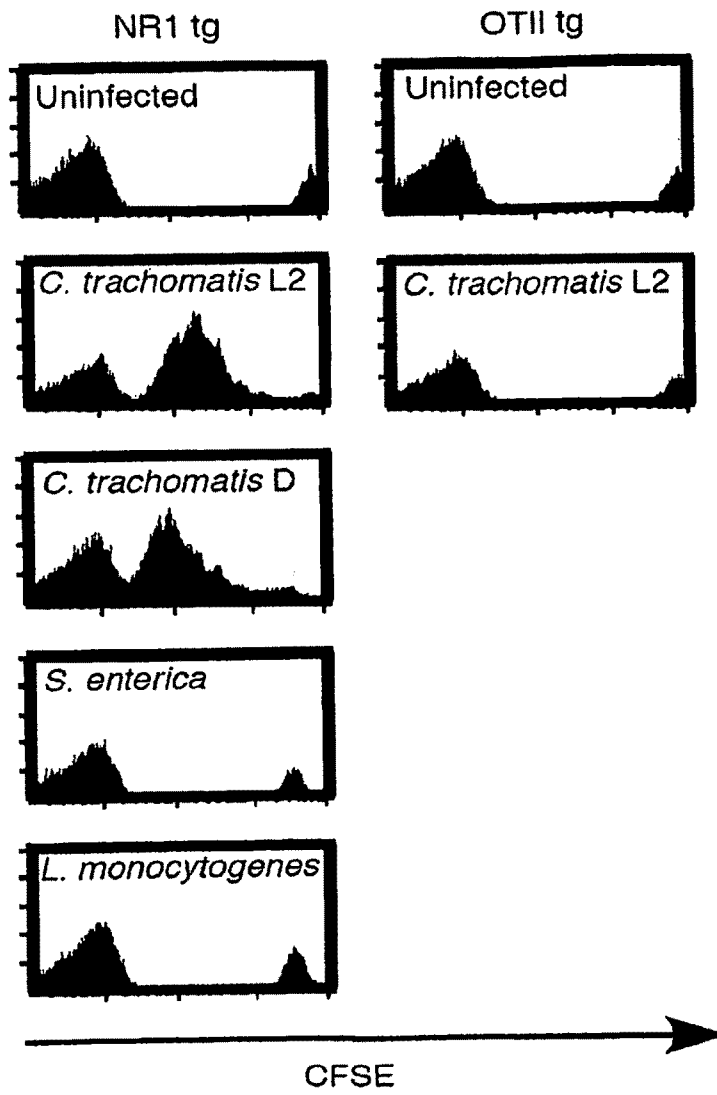 NR1 tg
OTII tg
Uninfected
Uninfected
C. trachomatis L2
C. trachomatis L2
C. trachomatis D
S. enterica
L. monocytogenes
CFSE